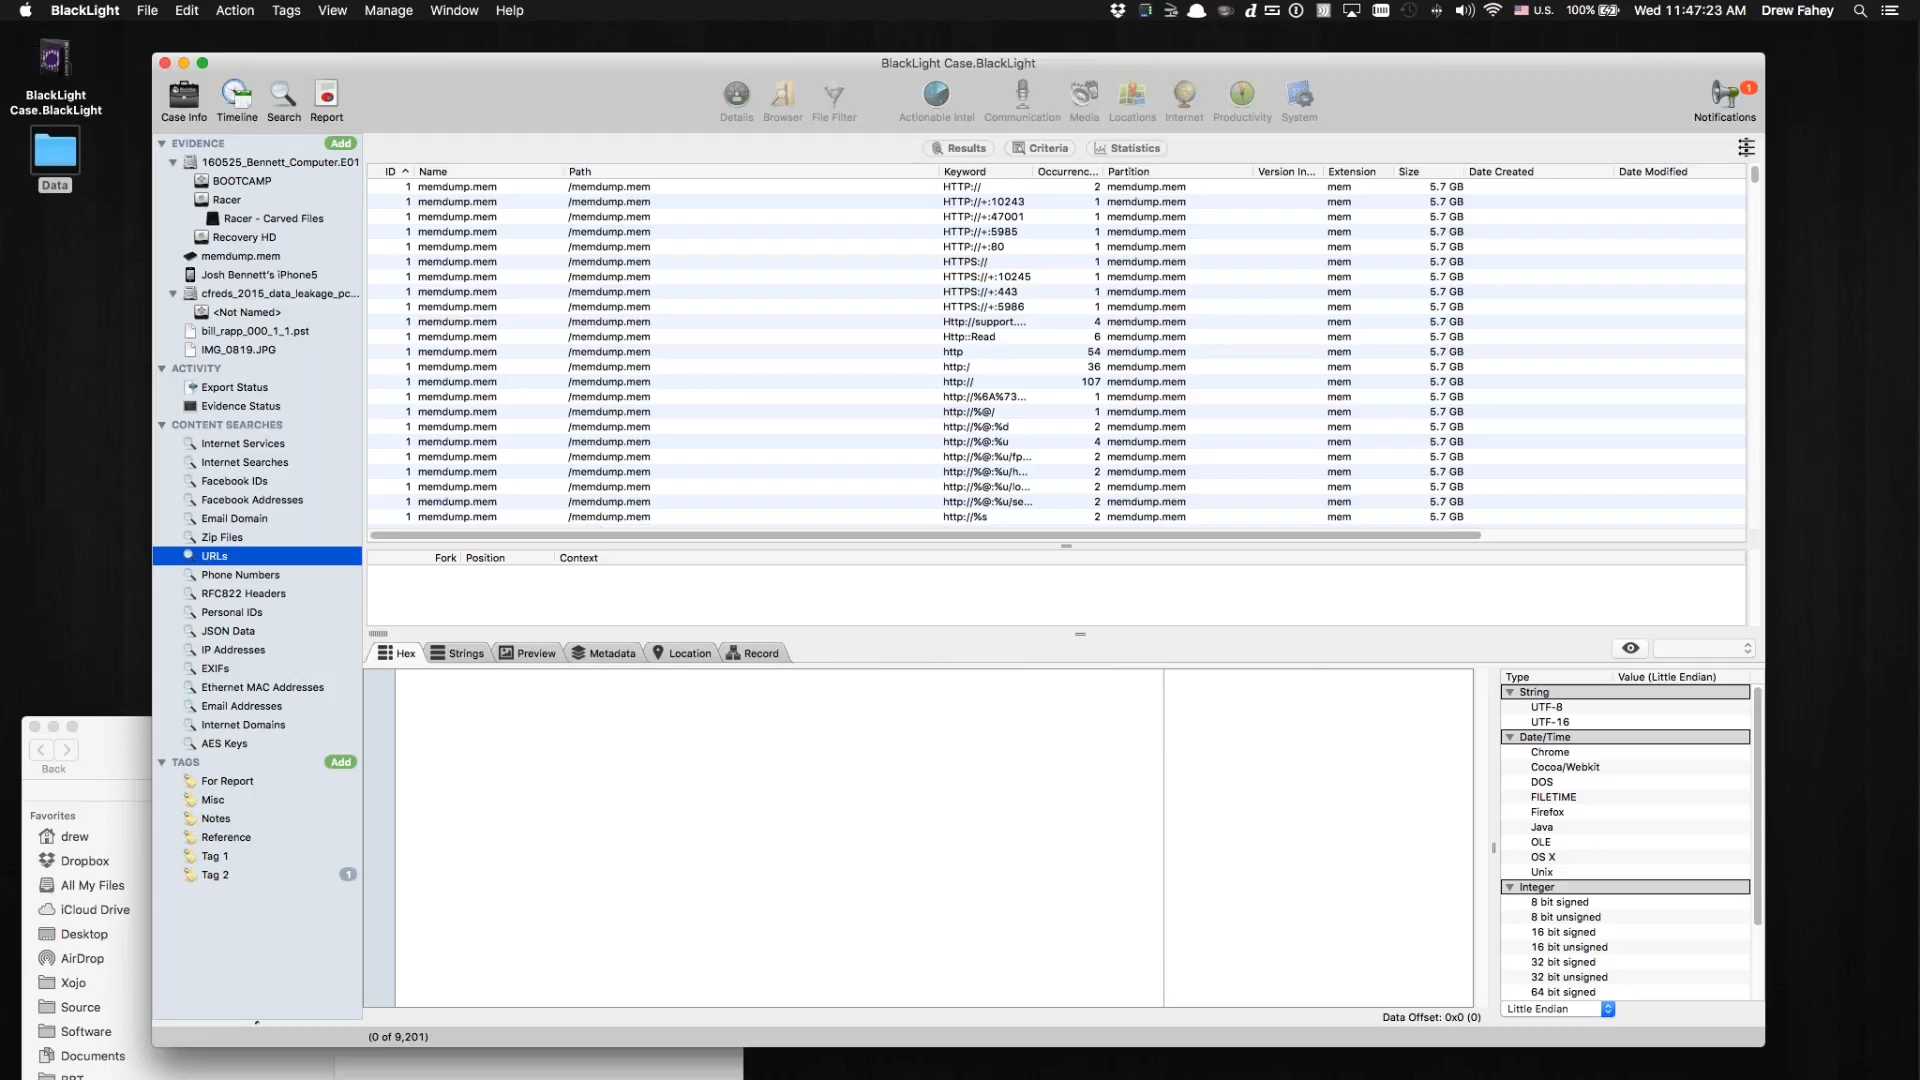 BlackLight File Edit Action Tags View Manage Window Help
U.S. 100% Wed 11:47:23 AM Drew Fahey
BlackLight
Case.BlackLight
Data
BlackLight Case.BlackLight
Case Info Timeline Search Report
Details Browser File Filter
Actionable Intel Communication Media Locations Internet Productivity System
1
Notifications
EVIDENCE Add
160525_Bennett_Computer.E01
BOOTCAMP
Racer
Racer - Carved Files
Recovery HD
memdump.mem
Josh Bennett's iPhone5
cfreds_2015_data_leakage_pc...
<Not Named>
bill_rapp_000_1_1.pst
IMG_0819.JPG
ACTIVITY
Export Status
Evidence Status
CONTENT SEARCHES
Internet Services
Internet Searches
Facebook IDs
Facebook Addresses
Email Domain
Zip Files
URLs
Phone Numbers
RFC822 Headers
Personal IDs
JSON Data
IP Addresses
EXIFs
Ethernet MAC Addresses
Email Addresses
Internet Domains
AES Keys
TAGS Add
For Report
Misc
Notes
Reference
Tag 1
Tag 2 1
Results Criteria Statistics
ID Name Path Keyword Occurrenc... Partition Version In... Extension Size Date Created Date Modified
1 memdump.mem /memdump.mem HTTP:// 2 memdump.mem mem 5.7 GB
1 memdump.mem /memdump.mem HTTP://+:10243 1 memdump.mem mem 5.7 GB
1 memdump.mem /memdump.mem HTTP://+:47001 1 memdump.mem mem 5.7 GB
1 memdump.mem /memdump.mem HTTP://+:5985 1 memdump.mem mem 5.7 GB
1 memdump.mem /memdump.mem HTTP://+:80 1 memdump.mem mem 5.7 GB
1 memdump.mem /memdump.mem HTTPS:// 1 memdump.mem mem 5.7 GB
1 memdump.mem /memdump.mem HTTPS://+:10245 1 memdump.mem mem 5.7 GB
1 memdump.mem /memdump.mem HTTPS://+:443 1 memdump.mem mem 5.7 GB
1 memdump.mem /memdump.mem HTTPS://+:5986 1 memdump.mem mem 5.7 GB
1 memdump.mem /memdump.mem Http://support.... 4 memdump.mem mem 5.7 GB
1 memdump.mem /memdump.mem Http::Read 6 memdump.mem mem 5.7 GB
1 memdump.mem /memdump.mem http 54 memdump.mem mem 5.7 GB
1 memdump.mem /memdump.mem http:/ 36 memdump.mem mem 5.7 GB
1 memdump.mem /memdump.mem http:// 107 memdump.mem mem 5.7 GB
1 memdump.mem /memdump.mem http://%6A%73... 1 memdump.mem mem 5.7 GB
1 memdump.mem /memdump.mem http://%@/ 1 memdump.mem mem 5.7 GB
1 memdump.mem /memdump.mem http://%@:%d 2 memdump.mem mem 5.7 GB
1 memdump.mem /memdump.mem http://%@:%u 4 memdump.mem mem 5.7 GB
1 memdump.mem /memdump.mem http://%@:%u/fp... 2 memdump.mem mem 5.7 GB
1 memdump.mem /memdump.mem http://%@:%u/h... 2 memdump.mem mem 5.7 GB
1 memdump.mem /memdump.mem http://%@:%u/lo... 2 memdump.mem mem 5.7 GB
1 memdump.mem /memdump.mem http://%@:%u/se... 2 memdump.mem mem 5.7 GB
1 memdump.mem /memdump.mem http://%s 2 memdump.mem mem 5.7 GB
Fork Position Context
Hex Strings Preview Metadata Location Record
Type Value (Little Endian)
String
UTF-8
UTF-16
Date/Time
Chrome
Cocoa/Webkit
DOS
FILETIME
Firefox
Java
OLE
OS X
Unix
Integer
8 bit signed
8 bit unsigned
16 bit signed
16 bit unsigned
32 bit signed
32 bit unsigned
64 bit signed
Little Endian
Data Offset: 0x0 (0)
(0 of 9,201)
Back
Favorites
drew
Dropbox
All My Files
iCloud Drive
Desktop
AirDrop
Xojo
Source
Software
Documents